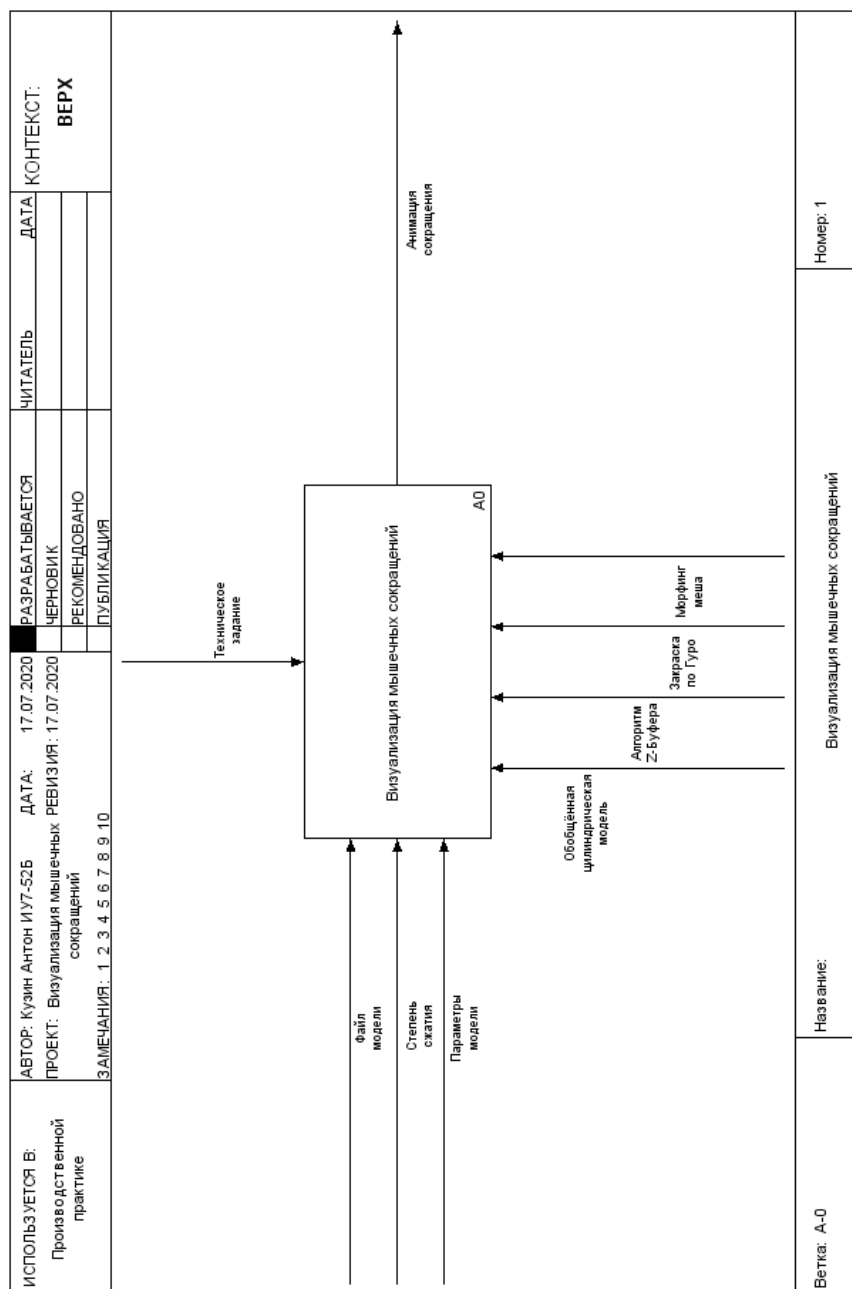 ИСПОЛЬЗУЕТСЯ В:
Производственной
практике
АВТОР: Кузин Антон ИУ7-52Б
ДАТА: 17.07.2020
ПРОЕКТ: Визуализация мышечных
сокращений
РЕВИЗИЯ: 17.07.2020
ЗАМЕЧАНИЯ: 1 2 3 4 5 6 7 8 9 10
РАЗРАБАТЫВАЕТСЯ
ЧЕРНОВИК
РЕКОМЕНДОВАНО
ПУБЛИКАЦИЯ
ЧИТАТЕЛЬ
ДАТА
КОНТЕКСТ:
ВЕРХ
Техническое
задание
Файл
модели
Степень
сжатия
Параметры
модели
Визуализация мышечных сокращений
A0
Анимация
сокращения
Обобщённая
цилиндрическая
модель
Алгоритм
Z-Буфера
Закраска
по Гуро
Морфинг
меша
Ветка: A-0
Название:
Визуализация мышечных сокращений
Номер: 1